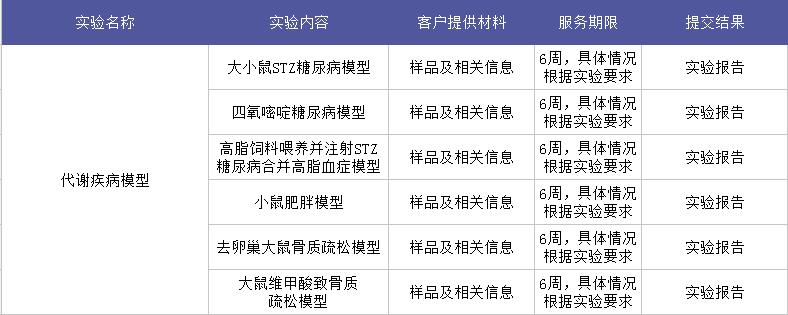 实验名称 实验内容 客户提供材料 服务期限 提交结果
代谢疾病模型
大小鼠STZ糖尿病模型 样品及相关信息 6周，具体情况
根据实验要求 实验报告
四氧嘧啶糖尿病模型 样品及相关信息 6周，具体情况
根据实验要求 实验报告
高脂饲料喂养并注射STZ
糖尿病合并高脂血症模型 样品及相关信息 6周，具体情况
根据实验要求 实验报告
小鼠肥胖模型 样品及相关信息 6周，具体情况
根据实验要求 实验报告
去卵巢大鼠骨质疏松模型 样品及相关信息 6周，具体情况
根据实验要求 实验报告
大鼠维甲酸致骨质
疏松模型 样品及相关信息 6周，具体情况
根据实验要求 实验报告